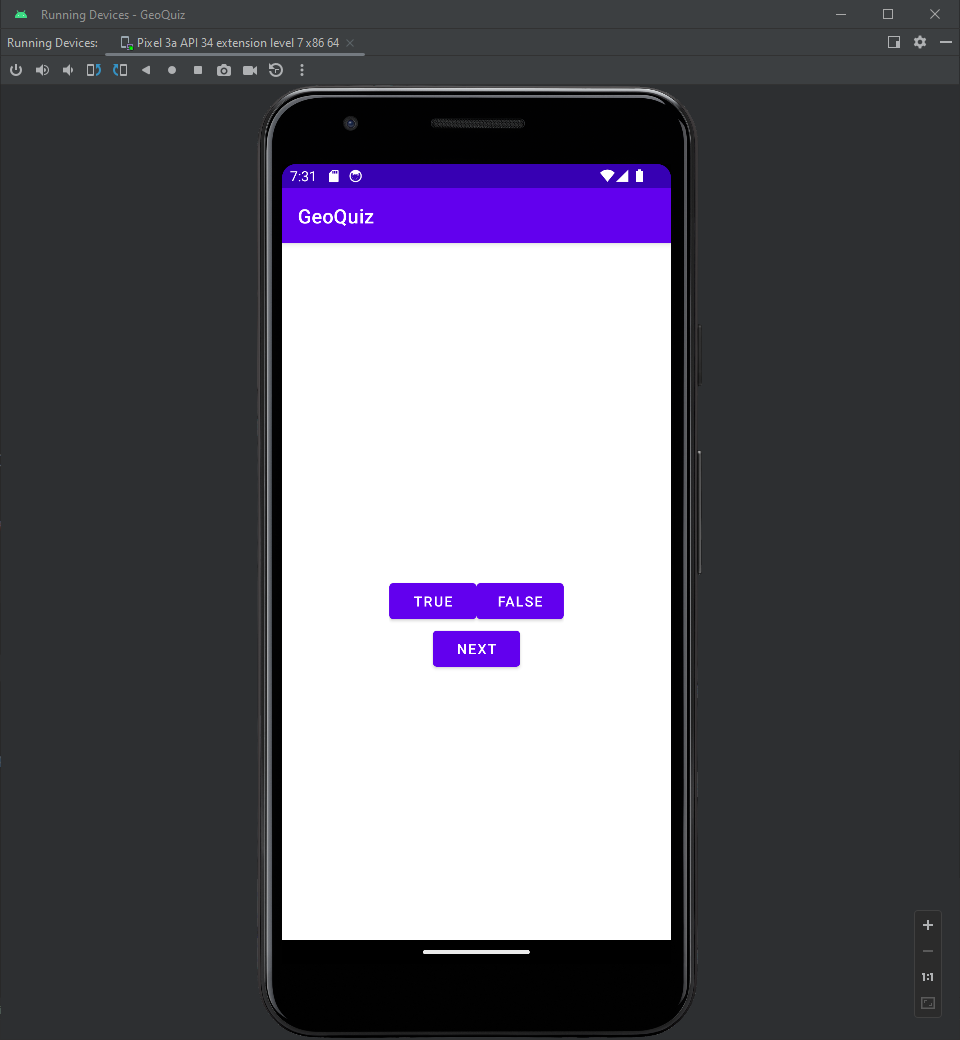 Running Devices - GeoQuiz
Running Devices: Pixel 3a API 34 extension level 7 x86 64
7:31
GeoQuiz
TRUE FALSE
NEXT
1:1